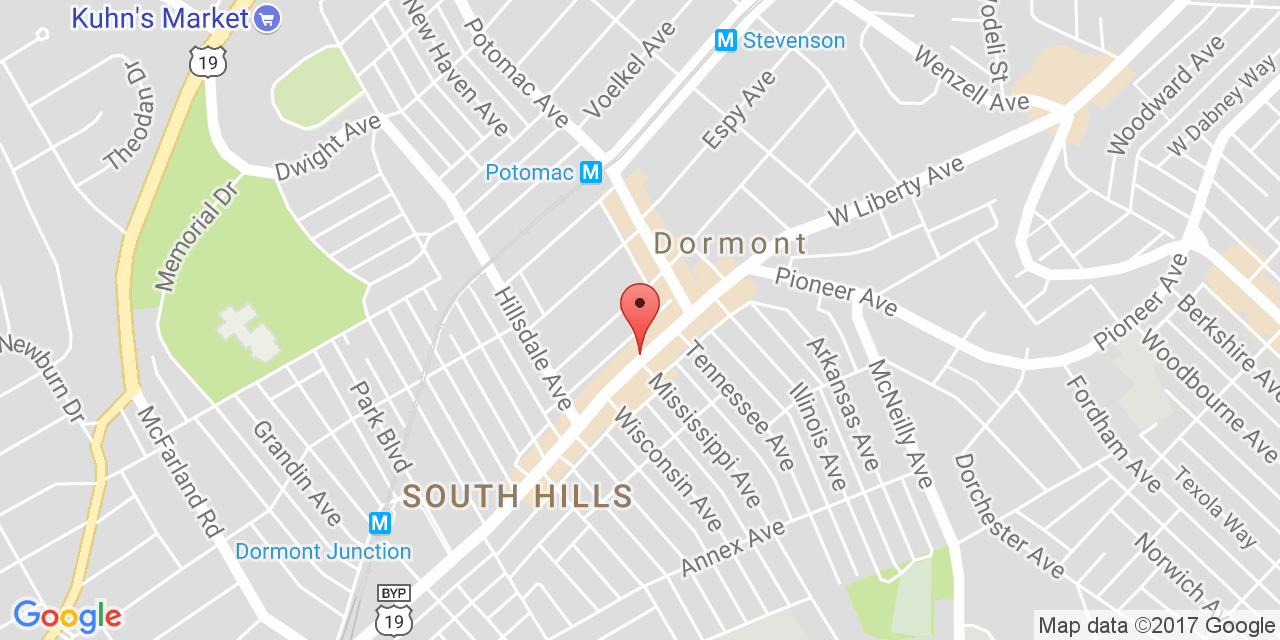 Kuhn's Market
19
Theodan Dr
New Haven Ave
Potomac Ave
Voelkel Ave
Stevenson
Espy Ave
Wenzell Ave
Woodward Ave
W Dabney Way
Dwight Ave
Potomac
Memorial Dr
W Liberty Ave
Dormont
Pioneer Ave
Pioneer Ave
Berkshire Ave
Woodbourne Ave
Hillsdale Ave
Newburn Dr
Tennessee Ave
Arkansas Ave
McNeilly Ave
Illinois Ave
Mississippi Ave
Wisconsin Ave
Fordham Ave
Park Blvd
McFarland Rd
Grandin Ave
SOUTH HILLS
Dorchester Ave
Texola Way
Norwich
Annex Ave
Dormont Junction
BYP
19
Google
Map data ©2017 Google